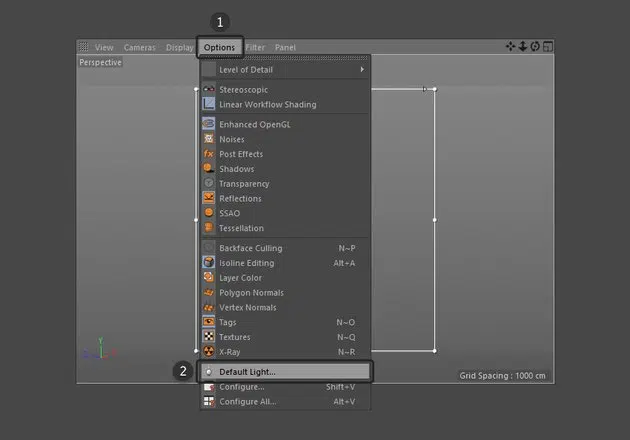 1
View Cameras Display Options Filter Panel
Perspective
Level of Detail
Stereoscopic
Linear Workflow Shading
Enhanced OpenGL
Noises
Post Effects
Shadows
Transparency
Reflections
SSAO
Tessellation
Backface Culling N~P
Isoline Editing Alt+A
Layer Color
Polygon Normals
Vertex Normals
Tags N~O
Textures N~Q
X-Ray N~R
2 Default Light...
Configure... Shift+V
Configure All... Alt+V
Y
Grid Spacing : 1000 cm